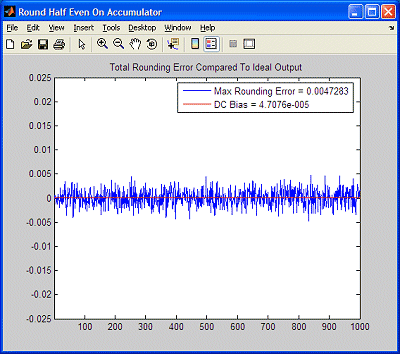 Round Half Even On Accumulator
File Edit View Insert Tools Desktop Window Help
Total Rounding Error Compared To Ideal Output
Max Rounding Error = 0.0047283
DC Bias = 4.7076e-005
0.025
0.02
0.015
0.01
0.005
0
-0.005
-0.01
-0.015
-0.02
-0.025
100 200 300 400 500 600 700 800 900 1000